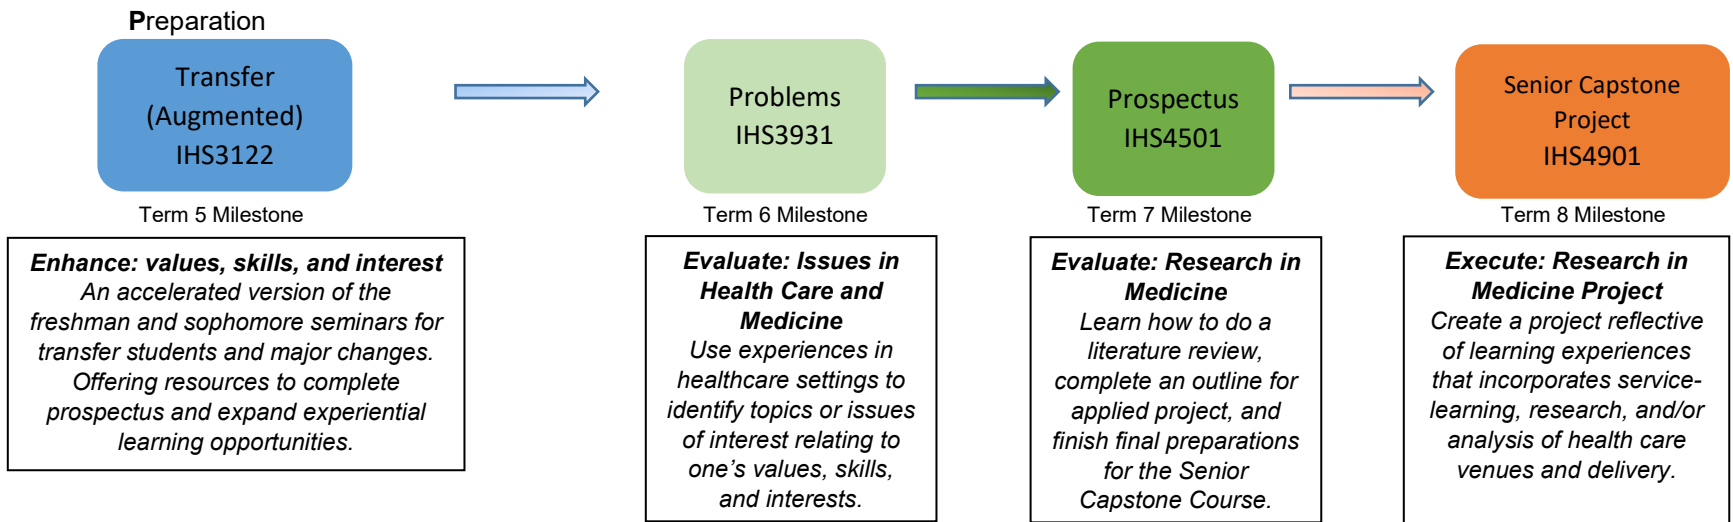 Preparation
Transfer
(Augmented)
IHS3122
Term 5 Milestone
Enhance: values, skills, and interest
An accelerated version of the
freshman and sophomore seminars for
transfer students and major changes.
Offering resources to complete
prospectus and expand experiential
learning opportunities.
Problems
IHS3931
Term 6 Milestone
Evaluate: Issues in
Health Care and
Medicine
Use experiences in
healthcare settings to
identify topics or issues
of interest relating to
one’s values, skills,
and interests.
Prospectus
IHS4501
Term 7 Milestone
Evaluate: Research in
Medicine
Learn how to do a
literature review,
complete an outline for
applied project, and
finish final preparations
for the Senior
Capstone Course.
Senior Capstone
Project
IHS4901
Term 8 Milestone
Execute: Research in
Medicine Project
Create a project reflective
of learning experiences
that incorporates service-
learning, research, and/or
analysis of health care
venues and delivery.